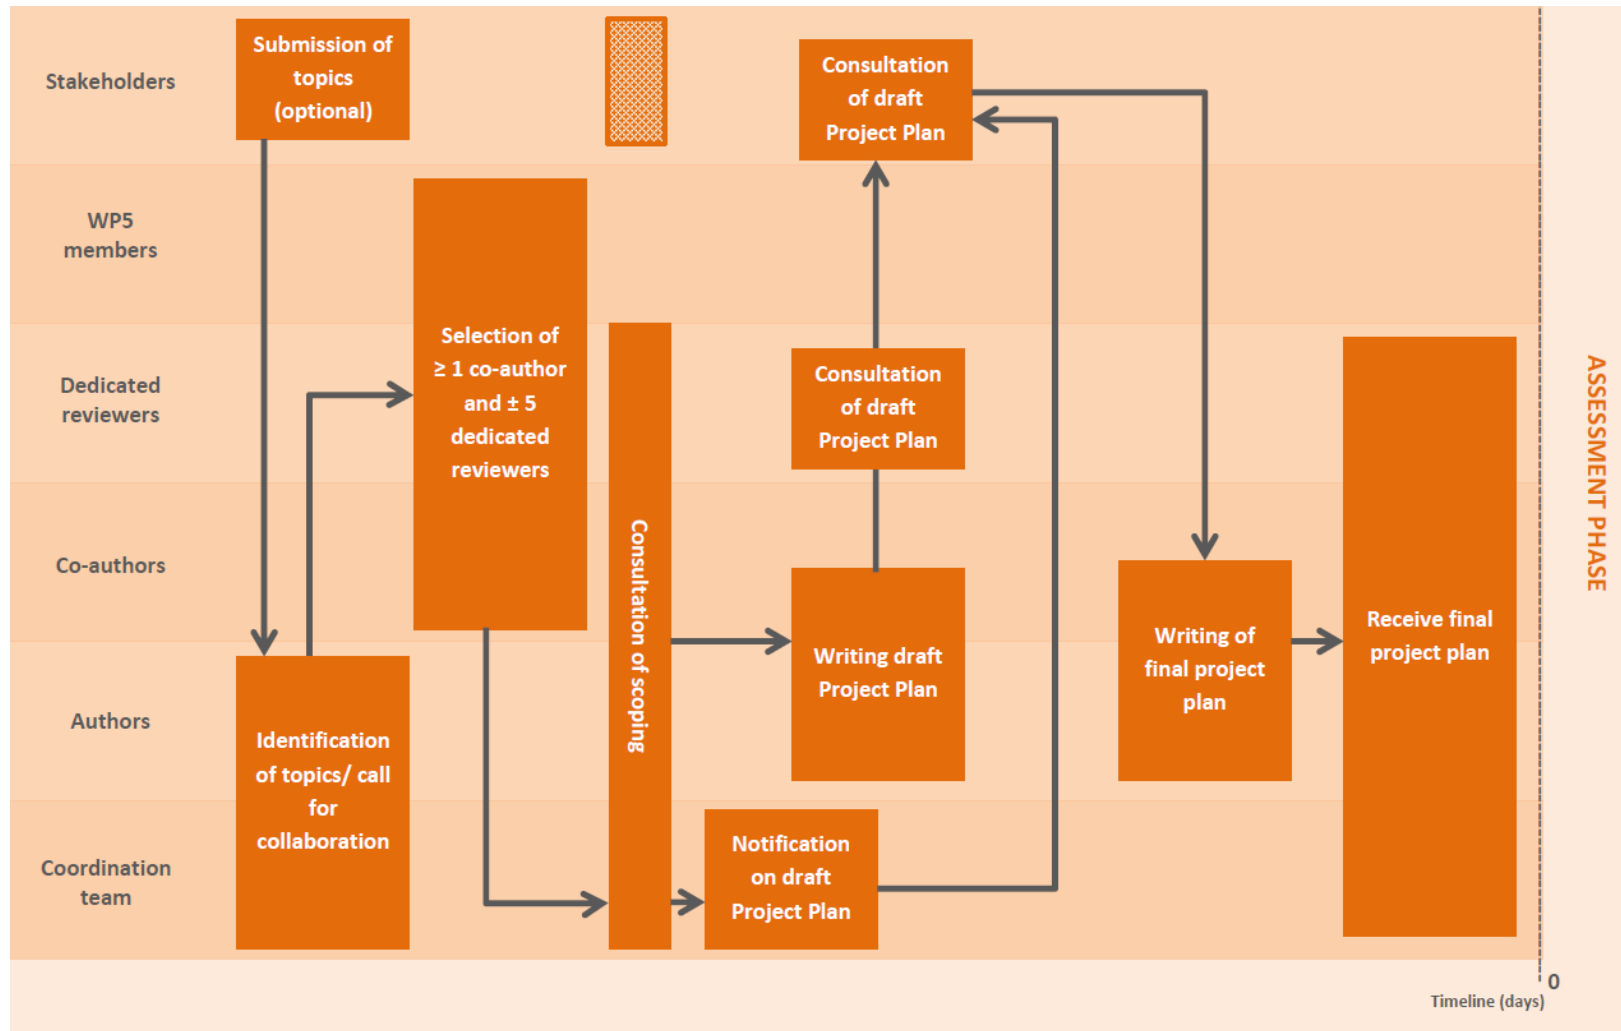 Stakeholders
WP5
members
Dedicated
reviewers
Co-authors
Authors
Coordination
team
Submission of
topics
(optional)
Identification
of topics/ call
for
collaboration
Selection of
≥ 1 co-author
and ± 5
dedicated
reviewers
Consultation of scoping
Consultation
of draft
Project Plan
Consultation
of draft
Project Plan
Writing draft
Project Plan
Notification
on draft
Project Plan
Writing of
final project
plan
Receive final
project plan
ASSESSMENT PHASE
0
Timeline (days)